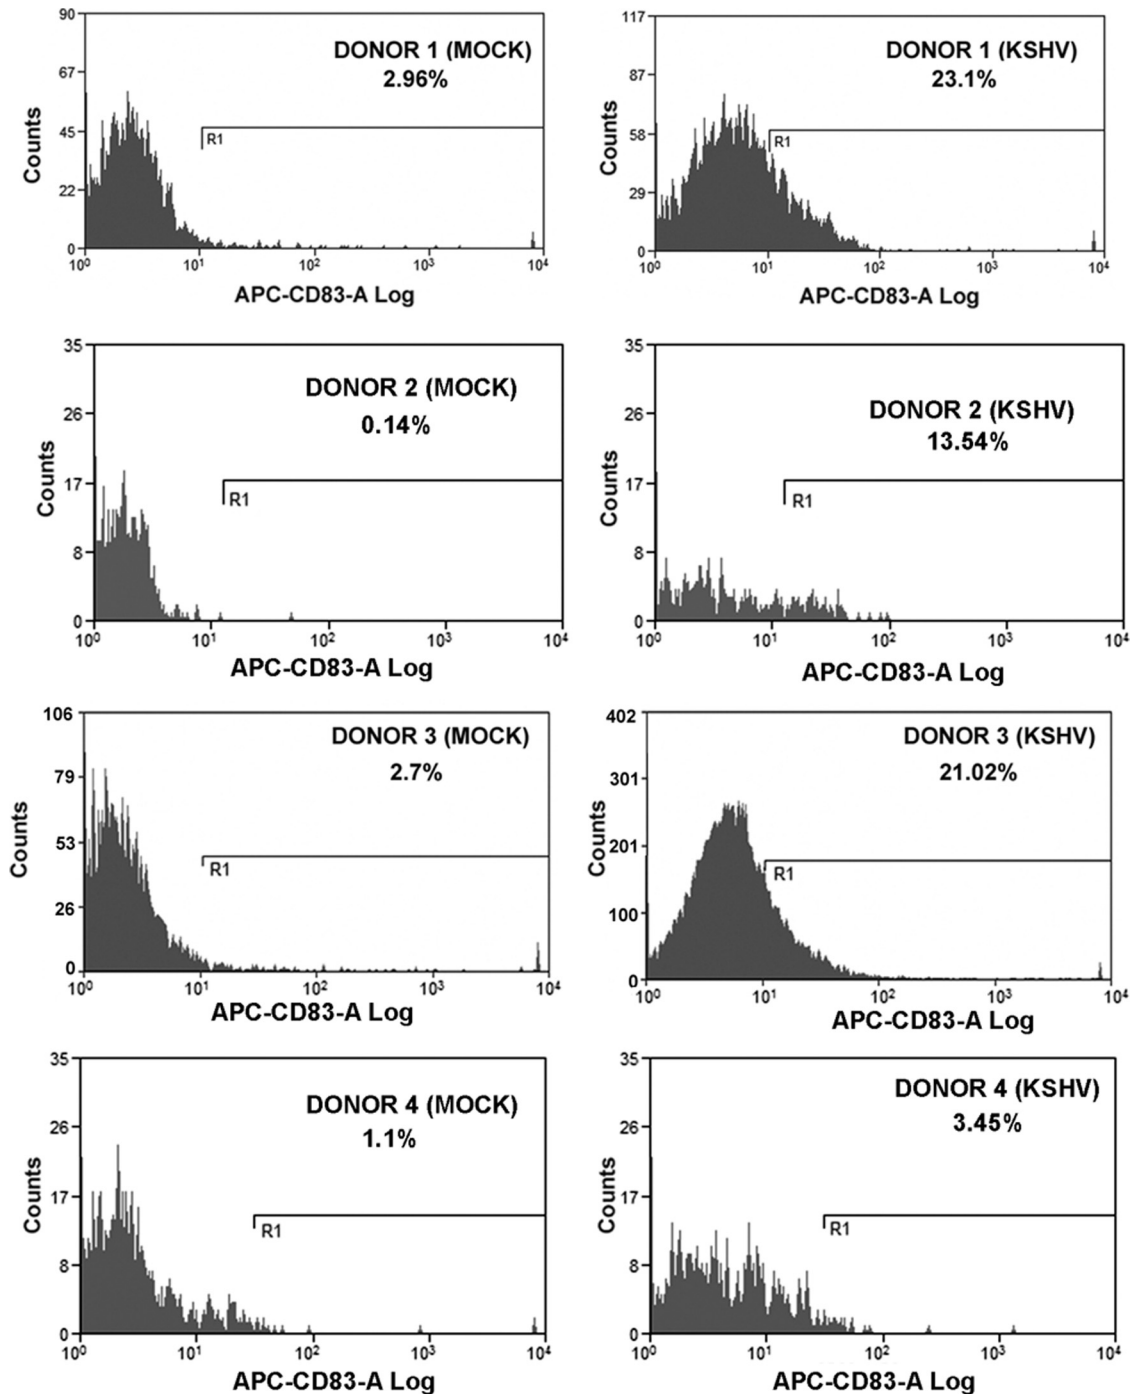 90
67
45
22
0
Counts
DONOR 1 (MOCK)
2.96%
R1
10⁰ 10¹ 10² 10³ 10⁴
APC-CD83-A Log
117
87
58
29
0
Counts
DONOR 1 (KSHV)
23.1%
R1
10⁰ 10¹ 10² 10³ 10⁴
APC-CD83-A Log
35
26
17
8
0
Counts
DONOR 2 (MOCK)
0.14%
R1
10⁰ 10¹ 10² 10³ 10⁴
APC-CD83-A Log
35
26
17
8
0
Counts
DONOR 2 (KSHV)
13.54%
R1
10⁰ 10¹ 10² 10³ 10⁴
APC-CD83-A Log
106
79
53
26
0
Counts
DONOR 3 (MOCK)
2.7%
R1
10⁰ 10¹ 10² 10³ 10⁴
APC-CD83-A Log
402
301
201
100
0
Counts
DONOR 3 (KSHV)
21.02%
R1
10⁰ 10¹ 10² 10³ 10⁴
APC-CD83-A Log
35
26
17
8
0
Counts
DONOR 4 (MOCK)
1.1%
R1
10⁰ 10¹ 10² 10³ 10⁴
APC-CD83-A Log
35
26
17
8
0
Counts
DONOR 4 (KSHV)
3.45%
R1
10⁰ 10¹ 10² 10³ 10⁴
APC-CD83-A Log